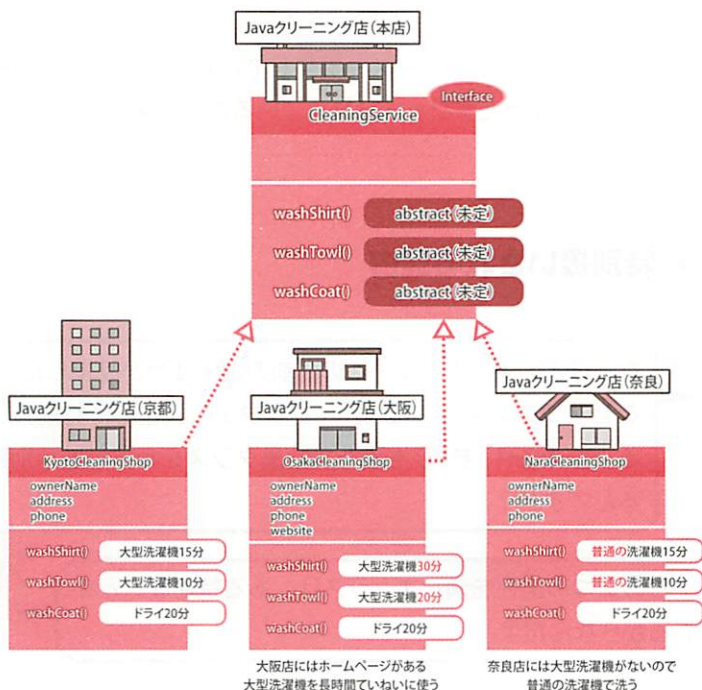 Javaクリーニング店(本店)
Interface
CleaningService
washShirt() abstract(未定)
washTowl() abstract(未定)
washCoat() abstract(未定)
Javaクリーニング店(京都)
KyotoCleaningShop
ownerName
address
phone
washShirt() 大型洗濯機15分
washTowl() 大型洗濯機10分
washCoat() ドライ20分
Javaクリーニング店(大阪)
OsakaCleaningShop
ownerName
address
phone
website
washShirt() 大型洗濯機30分
washTowl() 大型洗濯機20分
washCoat() ドライ20分
大阪店にはホームページがある
大型洗濯機を長時間ていねいに使う
Javaクリーニング店(奈良)
NaraCleaningShop
ownerName
address
phone
washShirt() 普通の洗濯機15分
washTowl() 普通の洗濯機10分
washCoat() ドライ20分
奈良店には大型洗濯機がないので
普通の洗濯機で洗う